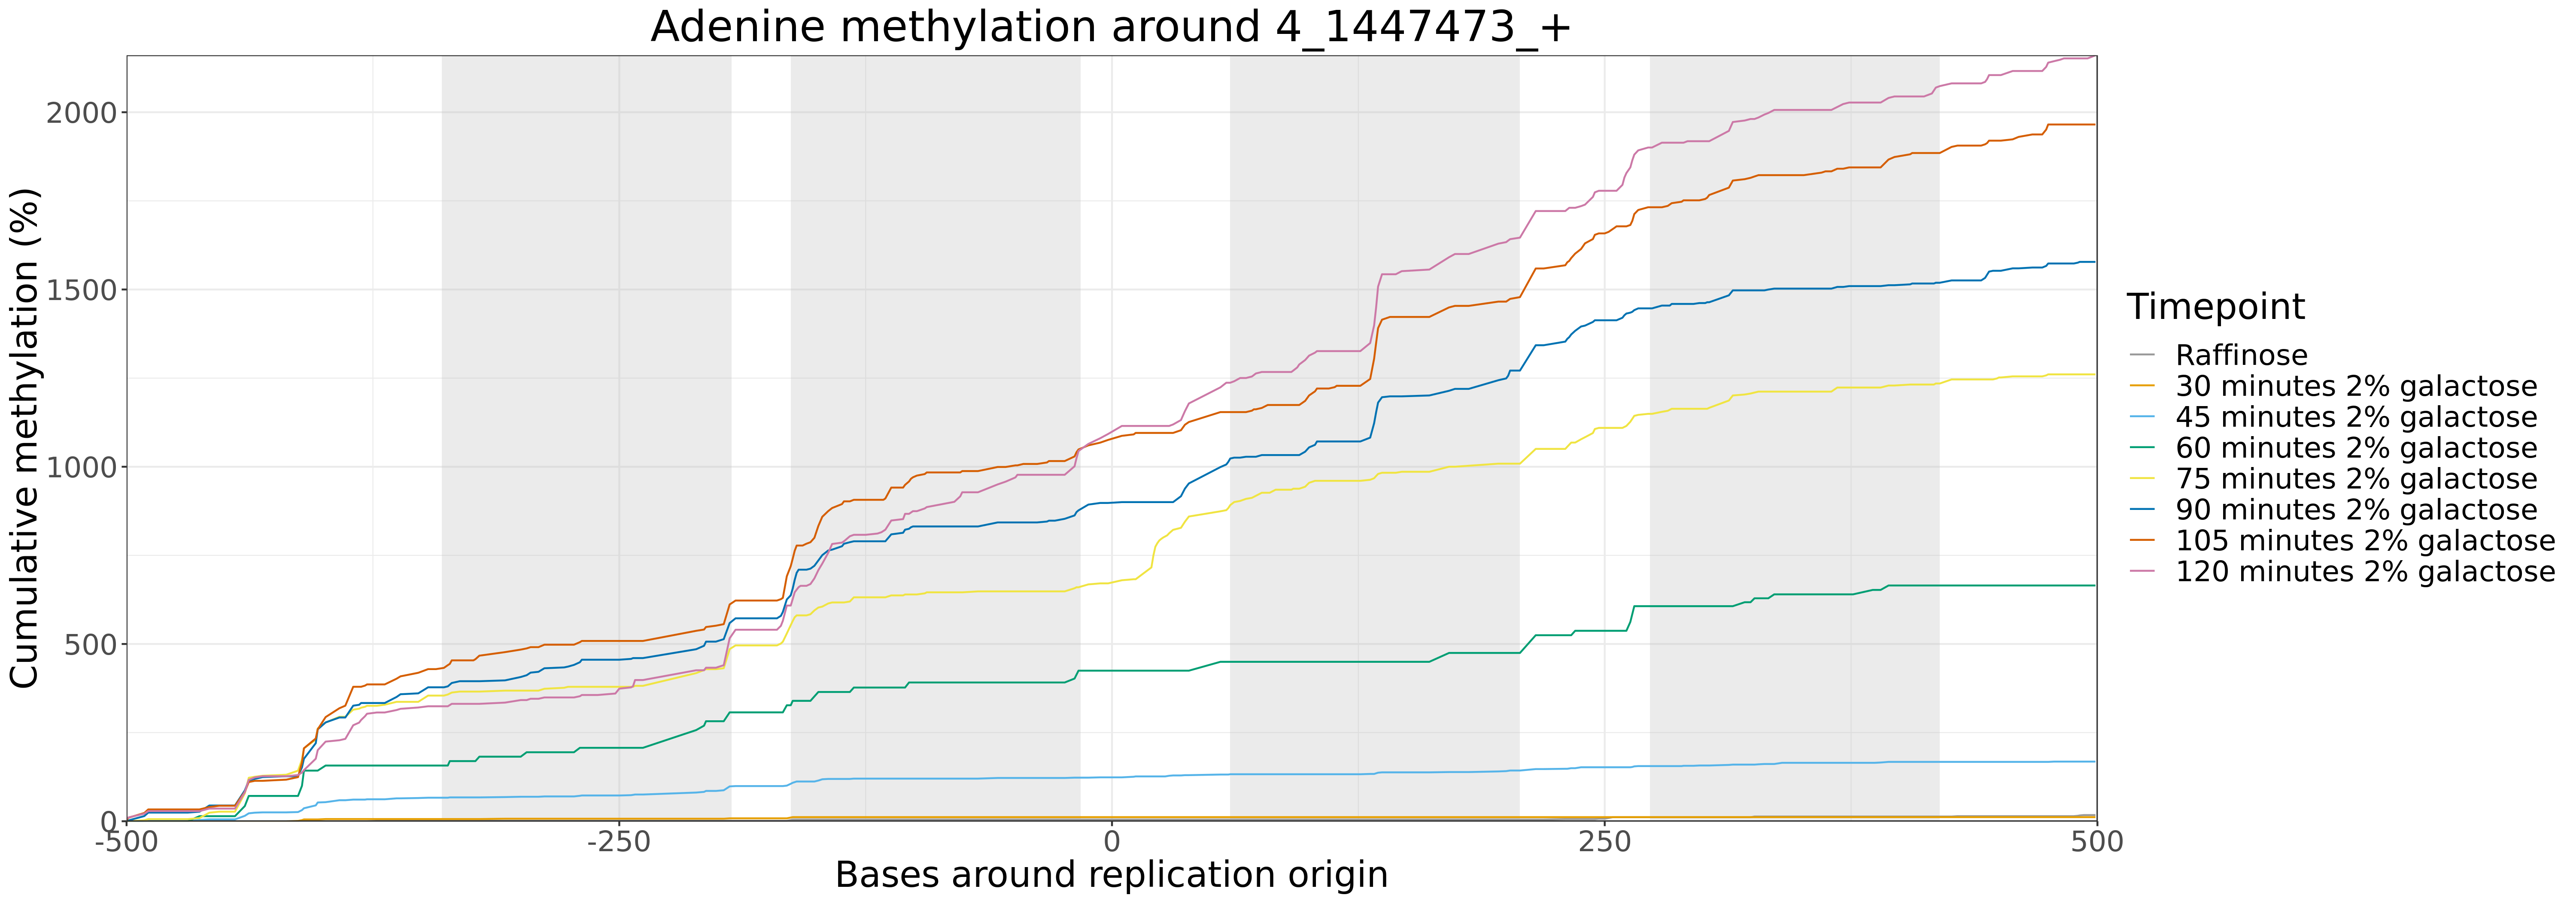 Adenine methylation around 4_1447473_+
Cumulative methylation (%)
2000
1500
1000
500
0
-500
-250
0
250
500
Bases around replication origin
Timepoint
Raffinose
30 minutes 2% galactose
45 minutes 2% galactose
60 minutes 2% galactose
75 minutes 2% galactose
90 minutes 2% galactose
105 minutes 2% galactose
120 minutes 2% galactose